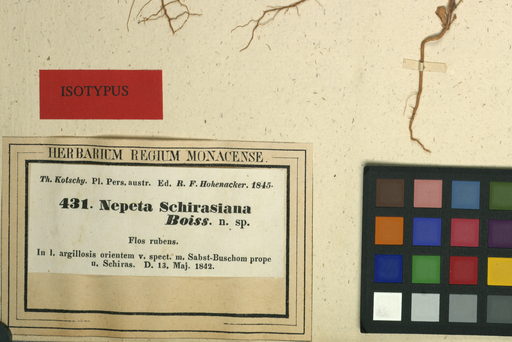 ISOTYPUS
HERBARIUM REGIUM MONACENSE.
Th. Kotschy. Pl. Pers. austr. Ed. R. F. Hohenacker. 1845.
431. Nepeta Schirasiana
Boiss. n. sp.
Flos rubens.
In l. argillosis orientem v. spect. m. Sabst-Buschom prope
u. Schiras. D. 13. Maj. 1842.